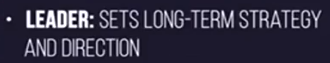 • LEADER: SETS LONG-TERM STRATEGY
AND DIRECTION